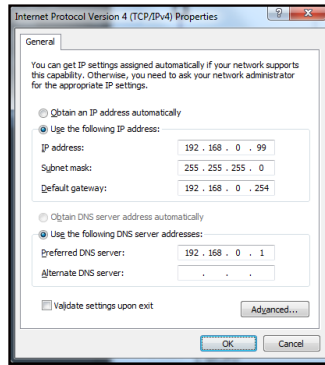 Internet Protocol Version 4 (TCP/IPv4) Properties
General
You can get IP settings assigned automatically if your network supports
this capability. Otherwise, you need to ask your network administrator
for the appropriate IP settings.
Obtain an IP address automatically
Use the following IP address:
IP address: 192 . 168 . 0 . 99
Subnet mask: 255 . 255 . 255 . 0
Default gateway: 192 . 168 . 0 . 254
Obtain DNS server address automatically
Use the following DNS server addresses:
Preferred DNS server: 192 . 168 . 0 . 1
Alternate DNS server: . . .
Validate settings upon exit
Advanced...
OK Cancel